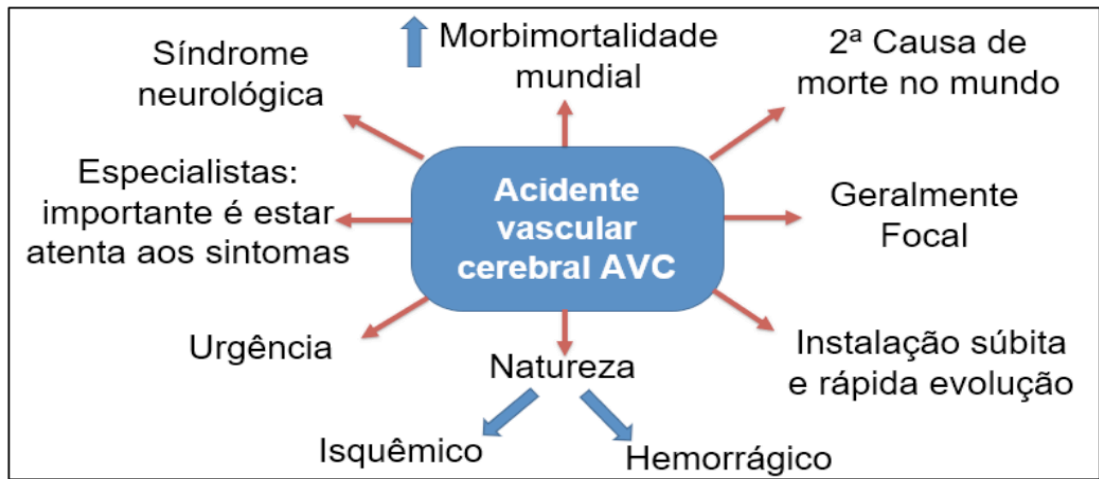 Síndrome
neurológica
Morbimortalidade
mundial
2ª Causa de
morte no mundo
Especialistas:
importante é estar
atenta aos sintomas
Acidente
vascular
cerebral AVC
Geralmente
Focal
Urgência
Natureza
Instalação súbita
e rápida evolução
Isquêmico
Hemorrágico